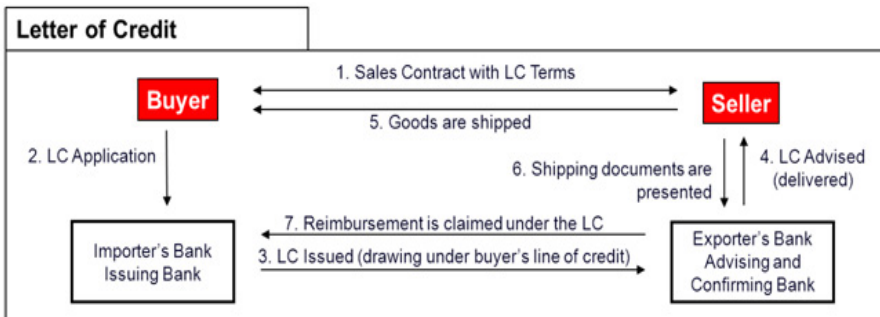 Letter of Credit
1. Sales Contract with LC Terms
Buyer
Seller
5. Goods are shipped
2. LC Application
6. Shipping documents are
presented
4. LC Advised
(delivered)
7. Reimbursement is claimed under the LC
3. LC Issued (drawing under buyer's line of credit)
Importer's Bank
Issuing Bank
Exporter's Bank
Advising and
Confirming Bank